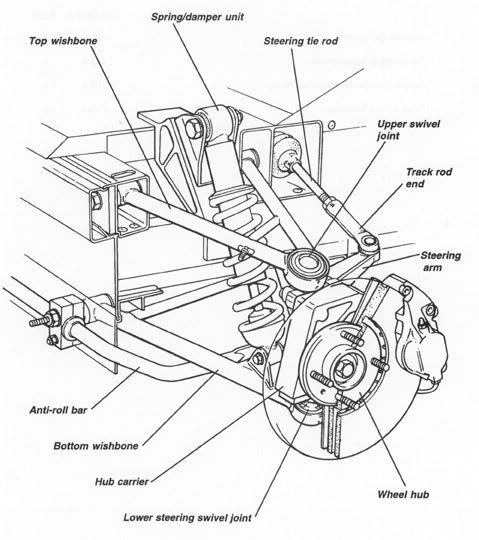 Spring/damper unit
Top wishbone
Steering tie rod
Upper swivel
joint
Track rod
end
Steering
arm
Anti-roll bar
Bottom wishbone
Hub carrier
Wheel hub
Lower steering swivel joint